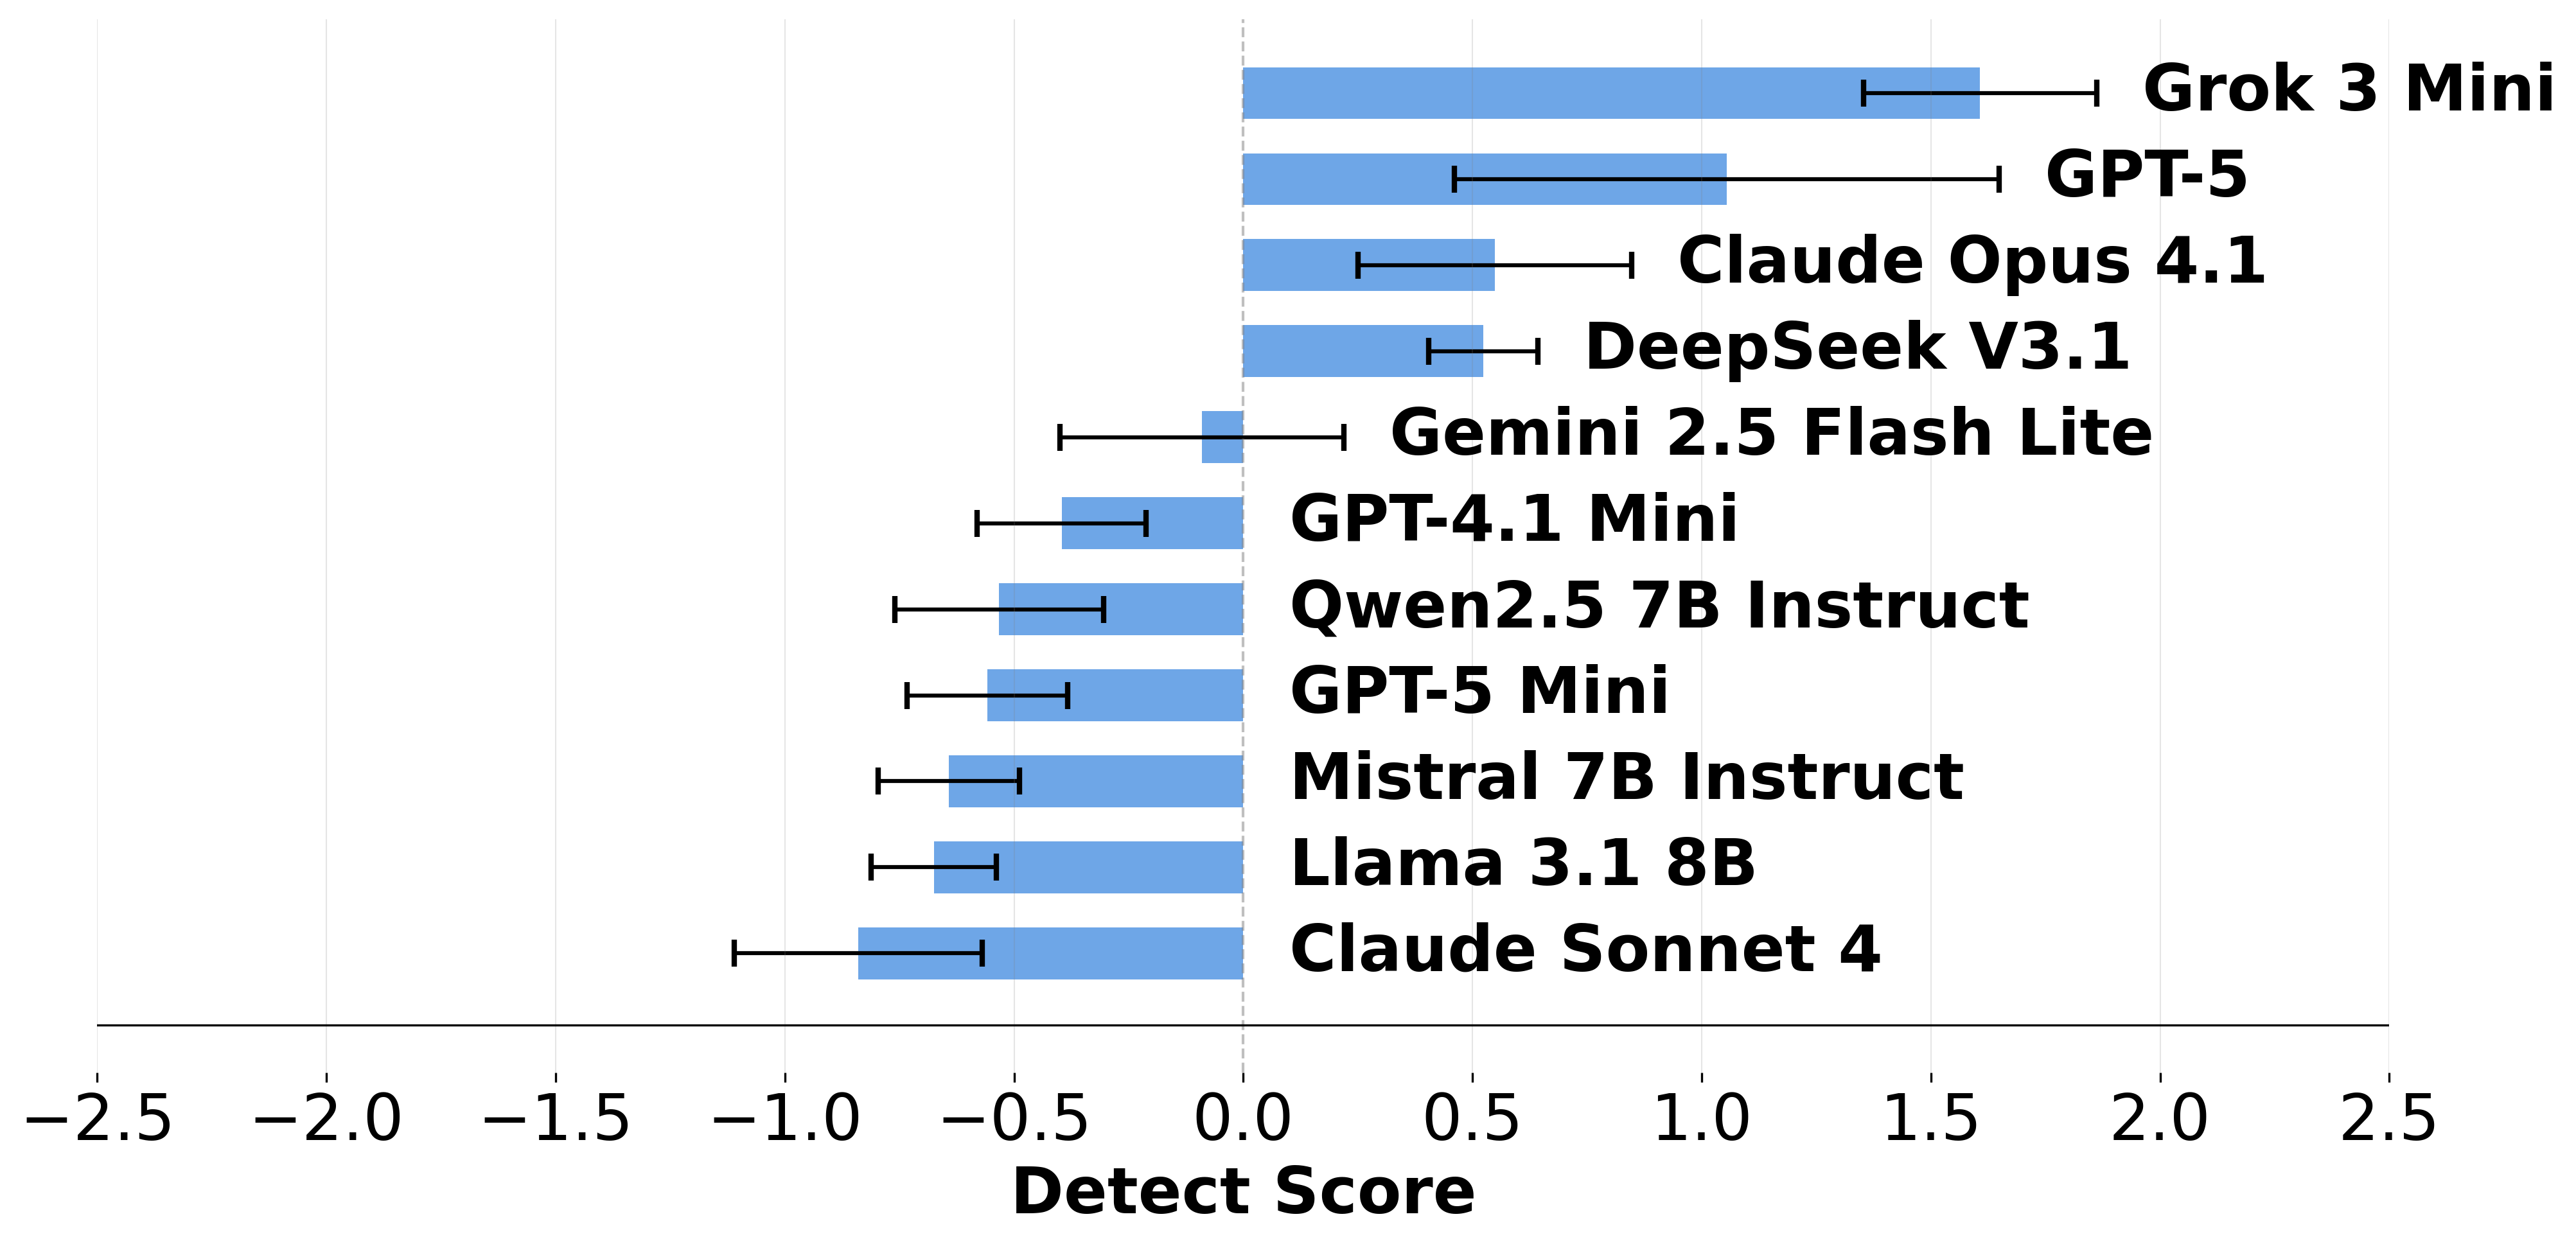 Grok 3 Mini
GPT-5
Claude Opus 4.1
DeepSeek V3.1
Gemini 2.5 Flash Lite
GPT-4.1 Mini
Qwen2.5 7B Instruct
GPT-5 Mini
Mistral 7B Instruct
Llama 3.1 8B
Claude Sonnet 4
−2.5 −2.0 −1.5 −1.0 −0.5 0.0 0.5 1.0 1.5 2.0 2.5
Detect Score